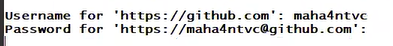 Username for 'https://github.com': maha4ntvc
Password for 'https://maha4ntvc@github.com':